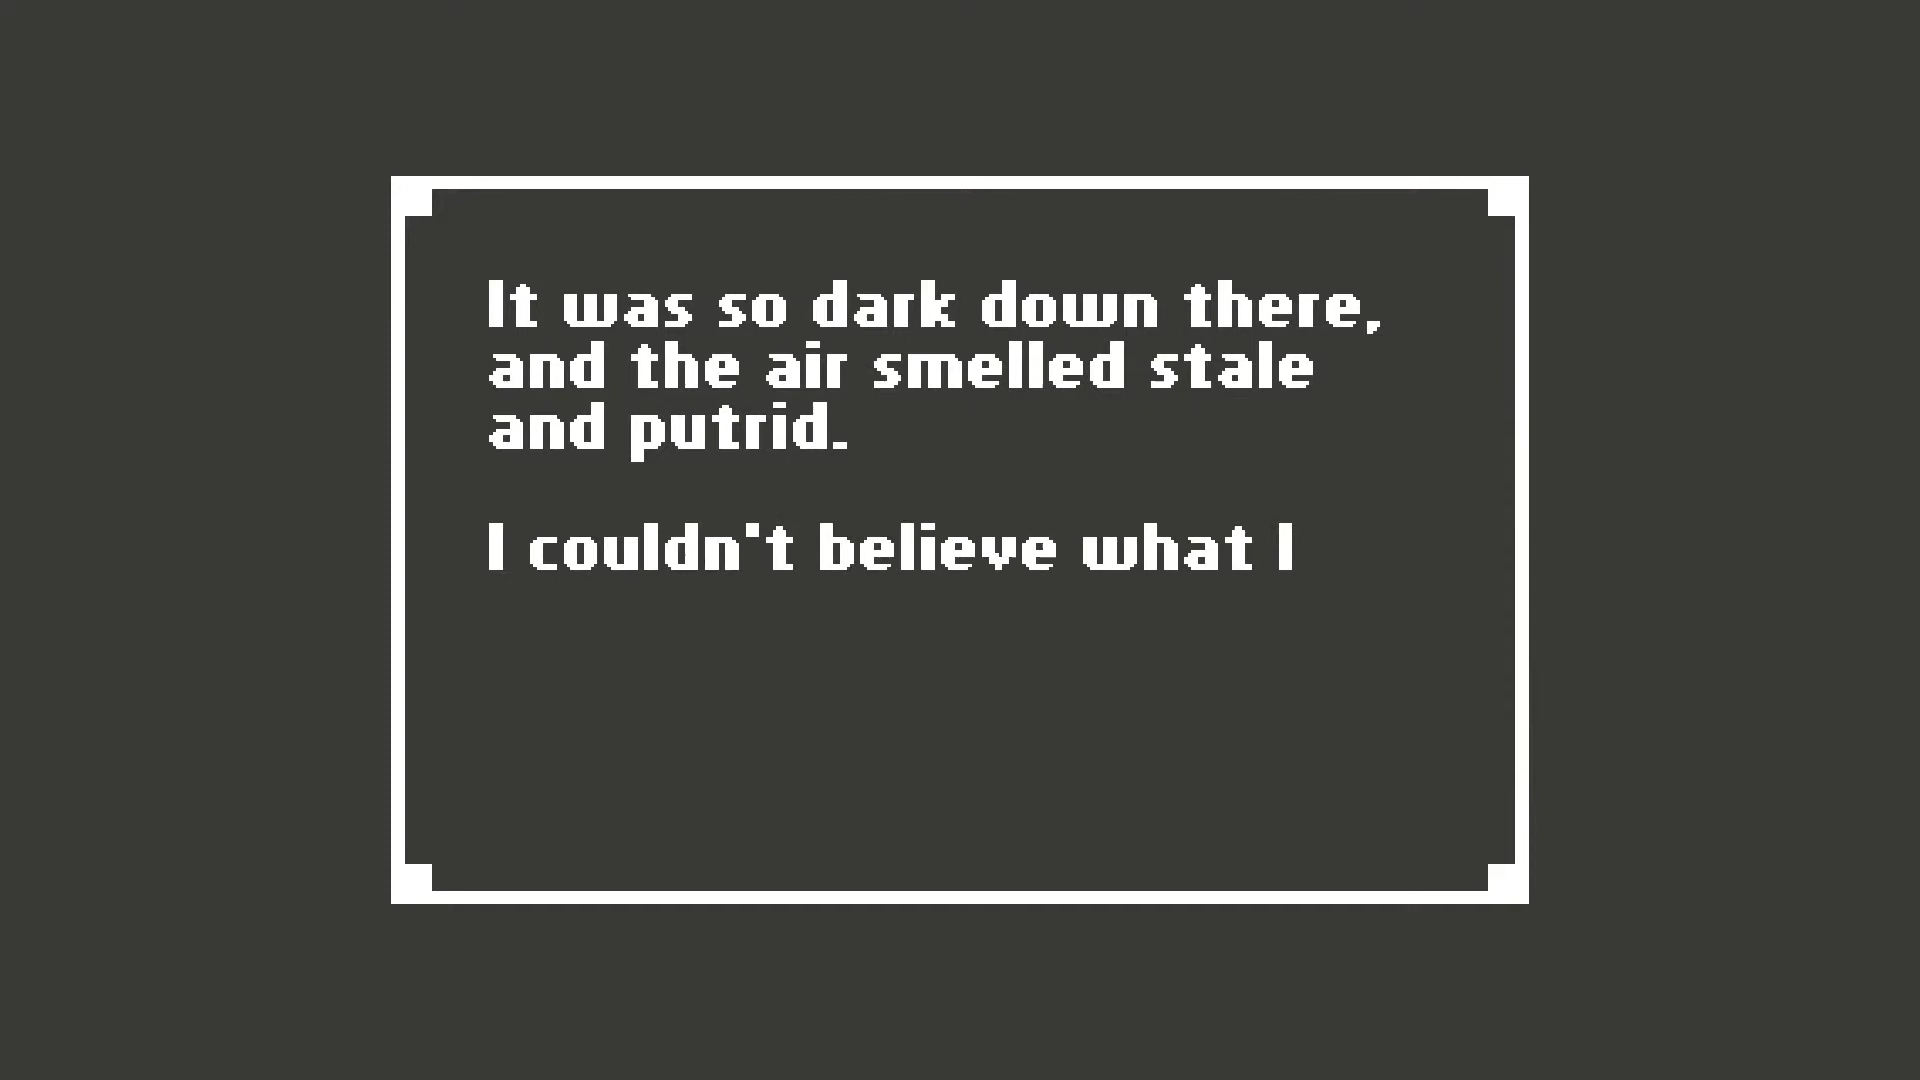 It was so dark down there,
and the air smelled stale
and putrid.
I couldn't believe what I